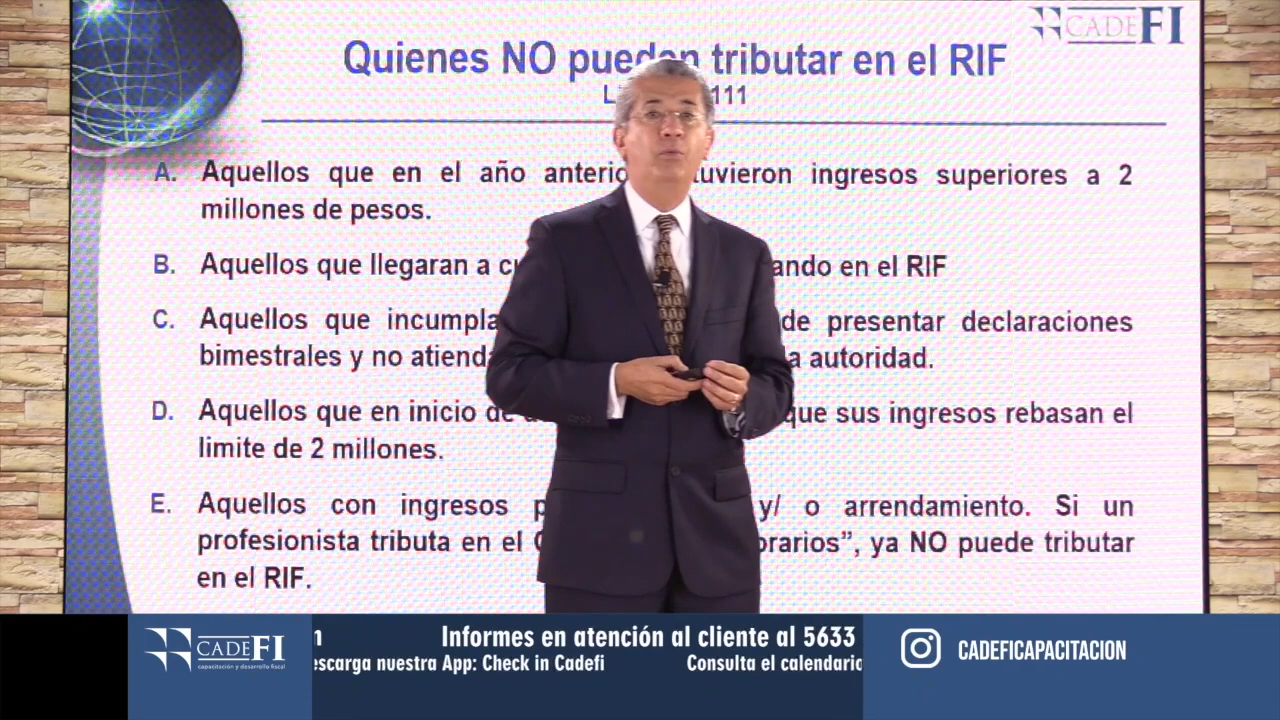 CADEFI
Quienes NO pueden tributar en el RIF
111
A. Aquellos que en el año anterior tuvieron ingresos superiores a 2
millones de pesos.
B. Aquellos que llegaran a ando en el RIF
C. Aquellos que incumpla de presentar declaraciones
bimestrales y no atienda a autoridad.
D. Aquellos que en inicio de que sus ingresos rebasan el
limite de 2 millones.
E. Aquellos con ingresos y/ o arrendamiento. Si un
profesionista tributa en el orarios”, ya NO puede tributar
en el RIF.
CADEFI
capacitación y desarrollo fiscal
Informes en atención al cliente al 5633
escarga nuestra App: Check in Cadefi Consulta el calendario
CADEFICAPACITACION